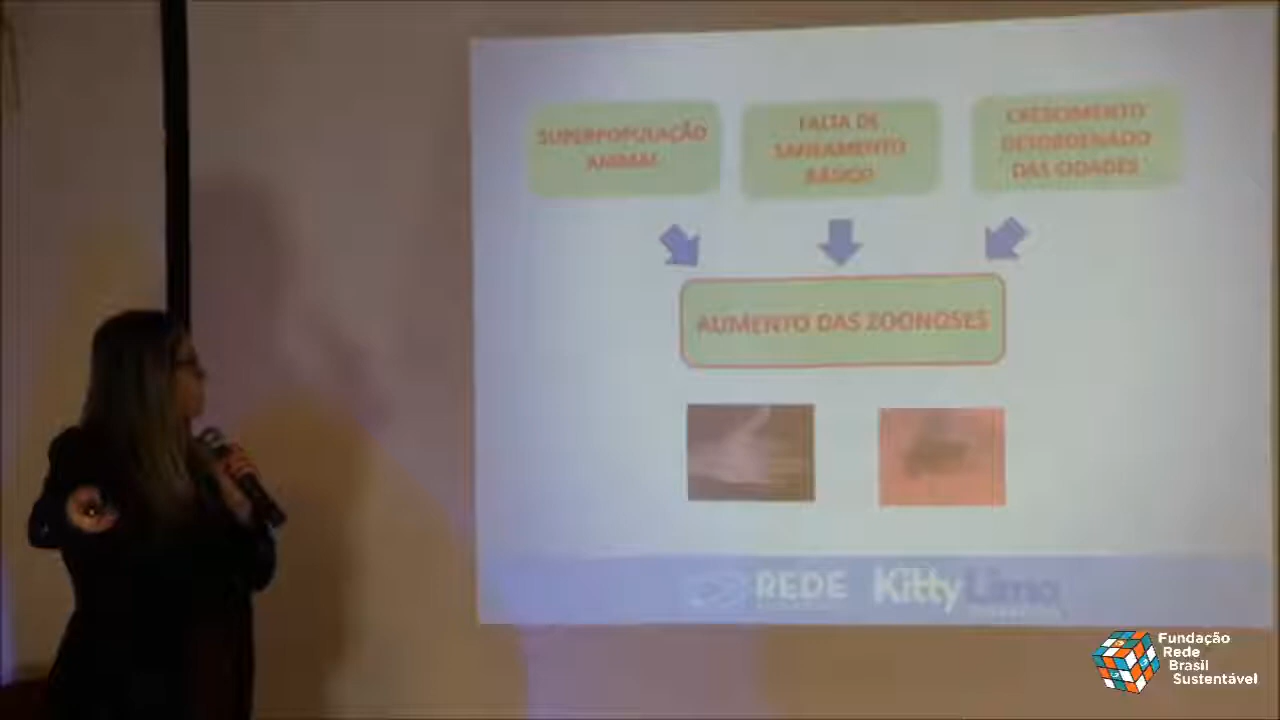 SUPERPOPULAÇÃO
ANIMAL
FALTA DE
SANEAMENTO
BÁSICO
CRESCIMENTO
DESORDENADO
DAS CIDADES
AUMENTO DAS ZOONOSES
REDE
Kitty Lima
Fundação
Rede
Brasil
Sustentável